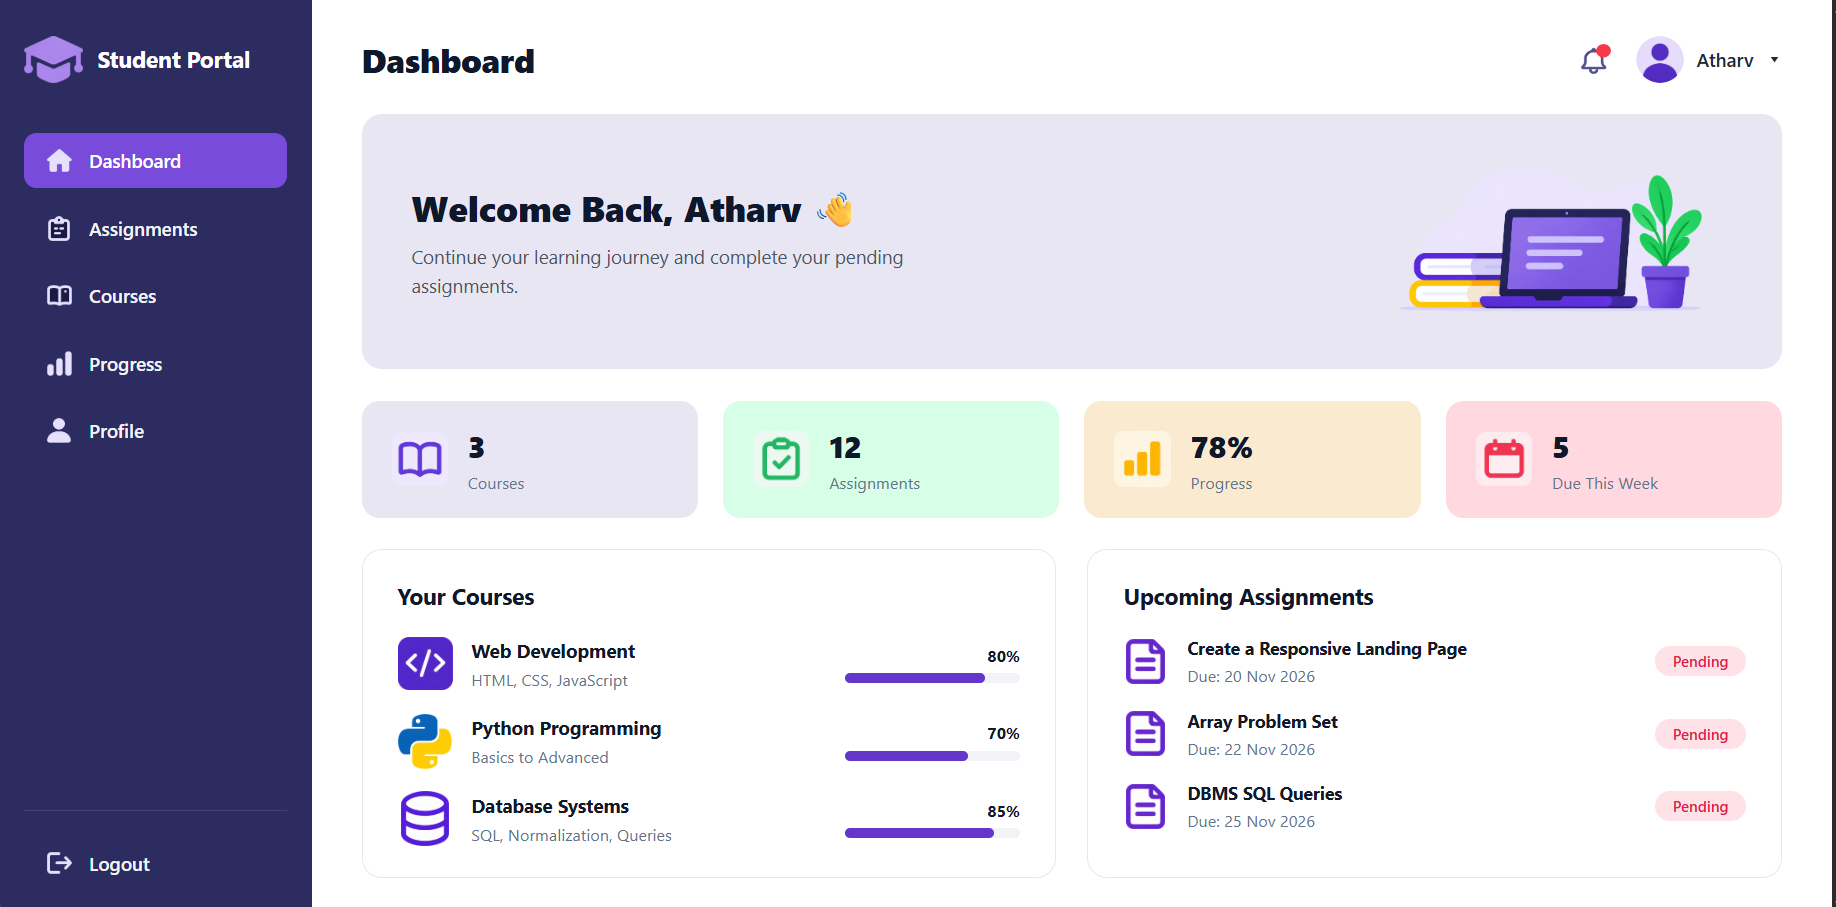 Student Portal
Dashboard
Assignments
Courses
Progress
Profile
Logout
Dashboard
Atharv
Welcome Back, Atharv 👋
Continue your learning journey and complete your pending
assignments.
3
Courses
12
Assignments
78%
Progress
5
Due This Week
Your Courses
Web Development
HTML, CSS, JavaScript
80%
Python Programming
Basics to Advanced
70%
Database Systems
SQL, Normalization, Queries
85%
Upcoming Assignments
Create a Responsive Landing Page
Due: 20 Nov 2026
Pending
Array Problem Set
Due: 22 Nov 2026
Pending
DBMS SQL Queries
Due: 25 Nov 2026
Pending